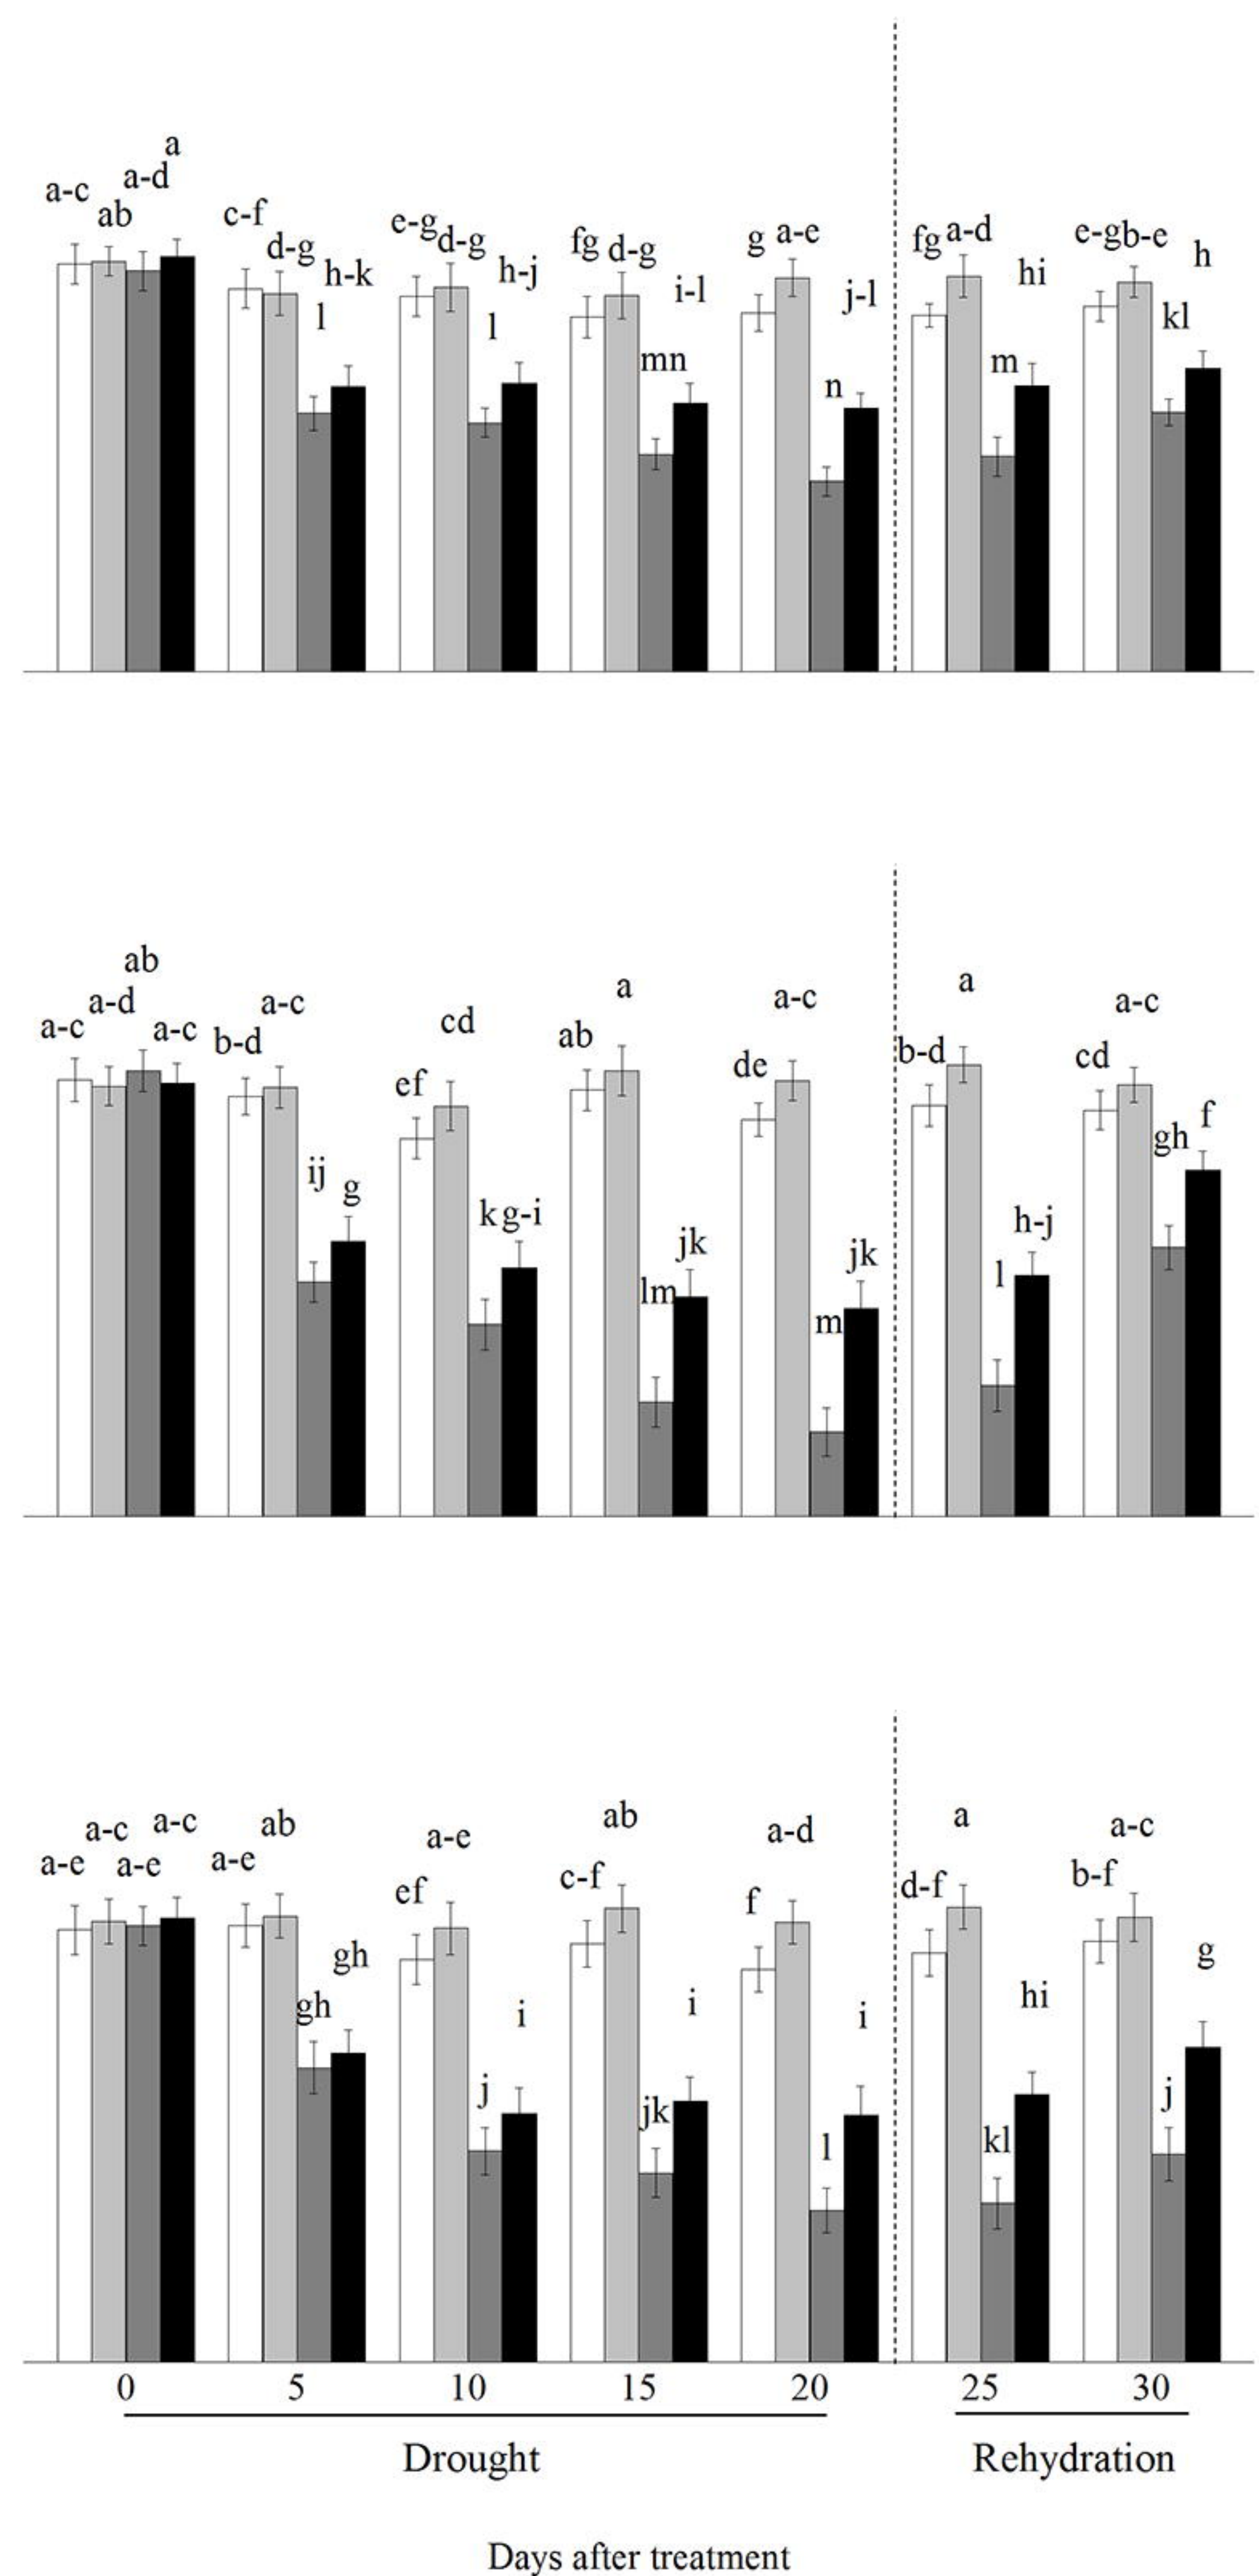 a-c ab a-d a
c-f d-g l h-k
e-g d-g l h-j
fg d-g mn i-l
g a-e n j-l
fg a-d m hi
e-g b-e kl h
a-c a-d ab a-c
b-d a-c ij g
ef cd k g-i
ab a lm jk
de a-c m jk
b-d a l h-j
cd a-c gh f
a-e a-c a-e a-c
a-e ab gh gh
ef a-e j i
c-f ab jk i
f a-d l i
d-f a kl hi
b-f a-c j g
0 5 10 15 20 25 30
Drought Rehydration
Days after treatment